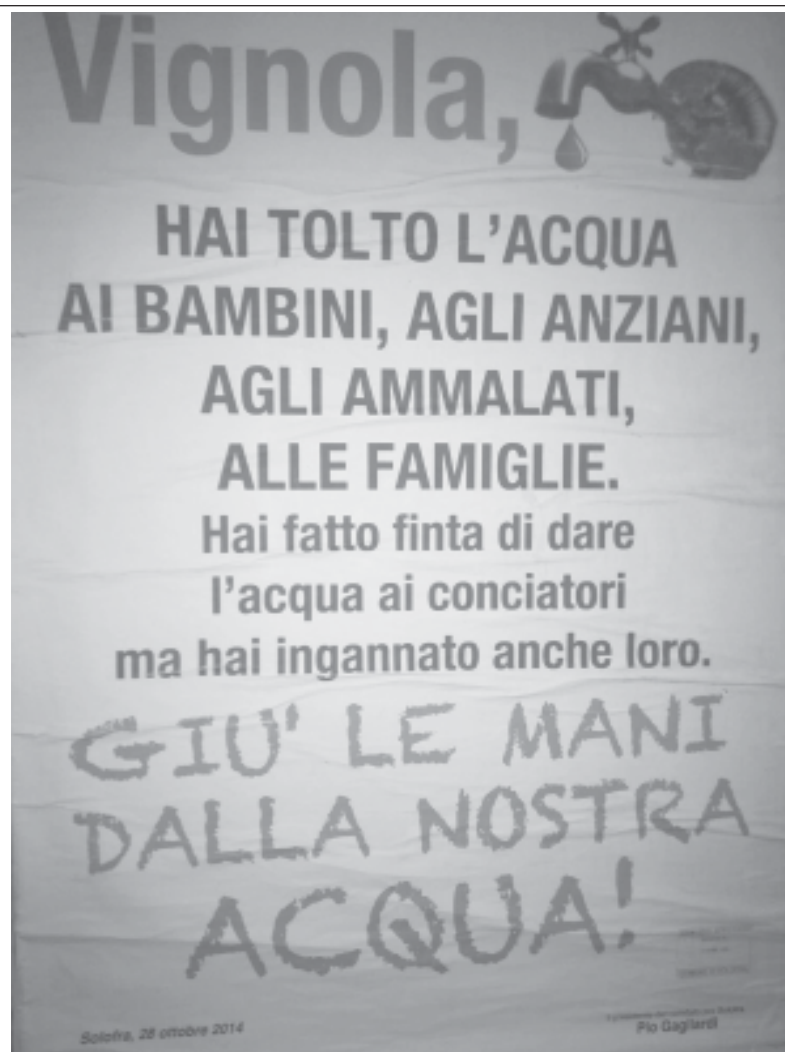 Vignola,
HAI TOLTO L'ACQUA
AI BAMBINI, AGLI ANZIANI,
AGLI AMMALATI,
ALLE FAMIGLIE.
Hai fatto finta di dare
l'acqua ai conciatori
ma hai ingannato anche loro.
GIU' LE MANI
DALLA NOSTRA
ACQUA!
Solofra, 28 ottobre 2014
Pio Gagliardi